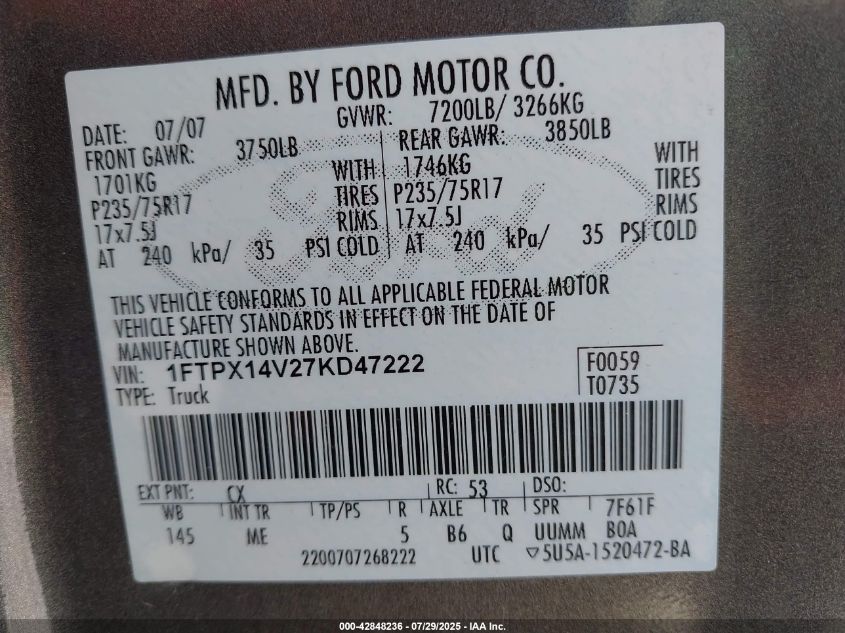 MFD. BY FORD MOTOR CO.
DATE: 07/07 GVWR: 7200LB/ 3266KG
FRONT GAWR: 3750LB REAR GAWR: 3850LB
1701KG WITH 1746KG WITH
P235/75R17 TIRES P235/75R17 TIRES
17x7.5J RIMS 17x7.5J RIMS
AT 240 kPa/ 35 PSI COLD AT 240 kPa/ 35 PSI COLD
THIS VEHICLE CONFORMS TO ALL APPLICABLE FEDERAL MOTOR
VEHICLE SAFETY STANDARDS IN EFFECT ON THE DATE OF
MANUFACTURE SHOWN ABOVE.
VIN: 1FTPX14V27KD47222 F0059
TYPE: Truck T0735
EXT PNT: CX RC: 53 DSO:
WB INT TR TP/PS R AXLE TR SPR 7F61F
145 ME 5 B6 Q UUMM BOA
2200707268222 UTC ▽5U5A-1520472-BA
Ford
000-42848236 - 07/29/2025 - IAA Inc.